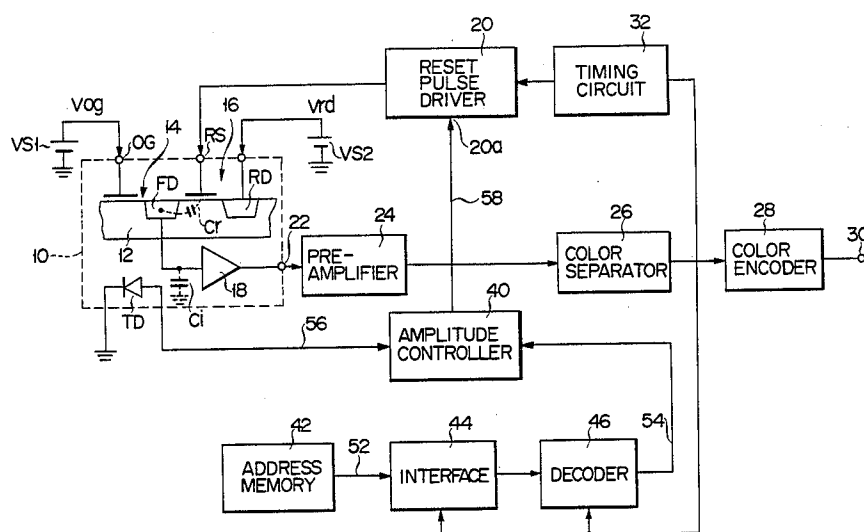 20
32
RESET
PULSE
DRIVER
TIMING
CIRCUIT
Vog
14
16
Vrd
VS1
OG
RS
VS2
20a
FD
RD
58
Cr
22
24
26
28
10
12
PRE-
AMPLIFIER
COLOR
SEPARATOR
COLOR
ENCODER
30
18
40
TD
Ci
56
AMPLITUDE
CONTROLLER
42
44
46
54
ADDRESS
MEMORY
52
INTERFACE
DECODER